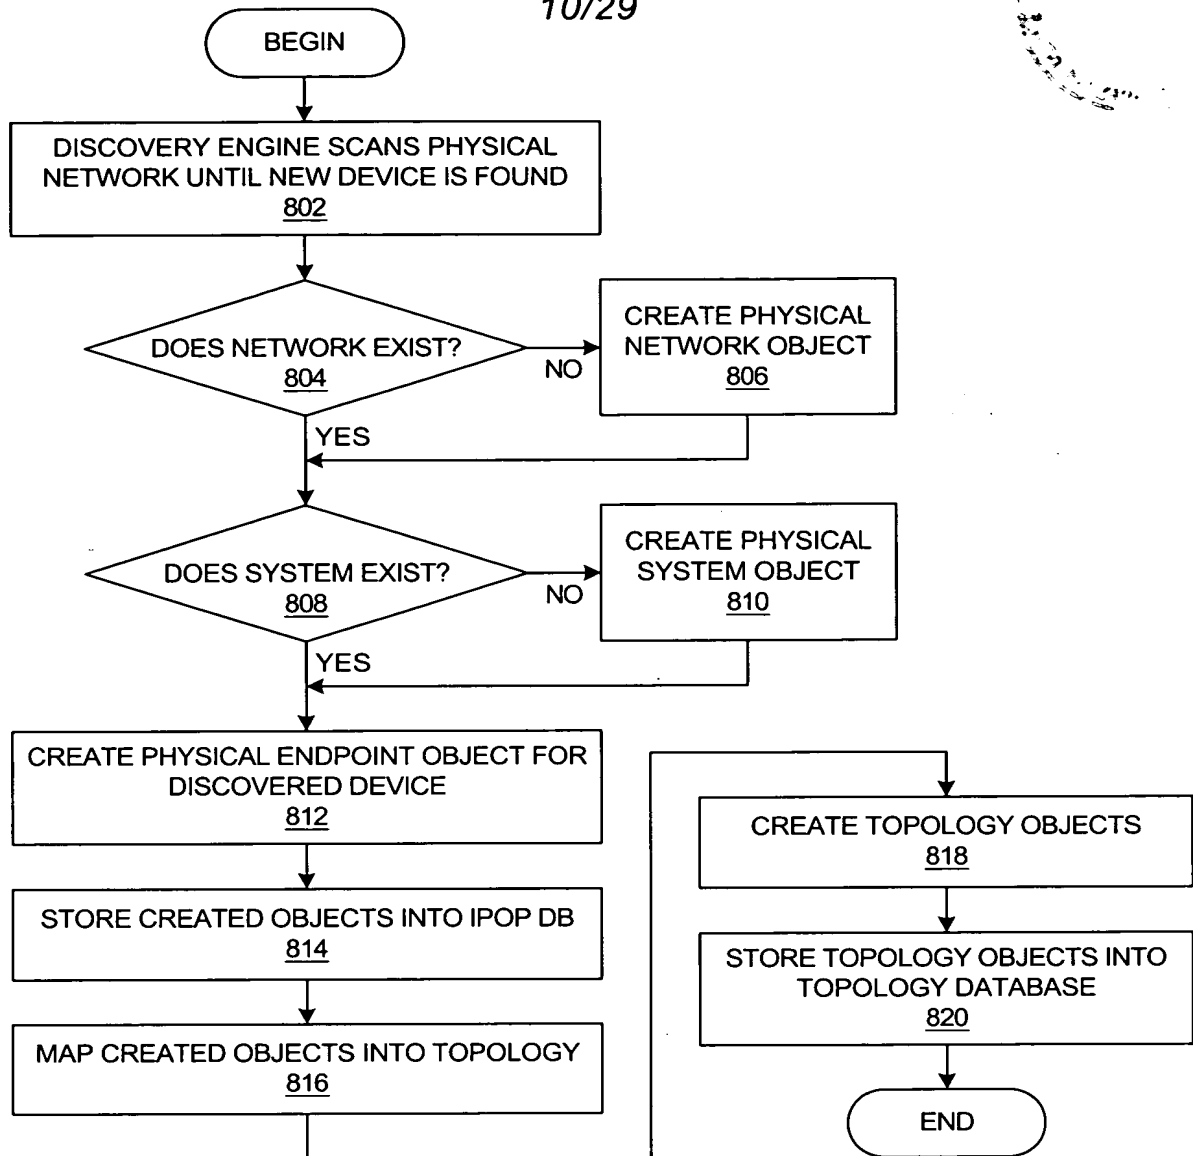 10/29
BEGIN
DISCOVERY ENGINE SCANS PHYSICAL
NETWORK UNTIL NEW DEVICE IS FOUND
802
DOES NETWORK EXIST?
804
NO
CREATE PHYSICAL
NETWORK OBJECT
806
YES
DOES SYSTEM EXIST?
808
NO
CREATE PHYSICAL
SYSTEM OBJECT
810
YES
CREATE PHYSICAL ENDPOINT OBJECT FOR
DISCOVERED DEVICE
812
STORE CREATED OBJECTS INTO IPOP DB
814
MAP CREATED OBJECTS INTO TOPOLOGY
816
CREATE TOPOLOGY OBJECTS
818
STORE TOPOLOGY OBJECTS INTO
TOPOLOGY DATABASE
820
END